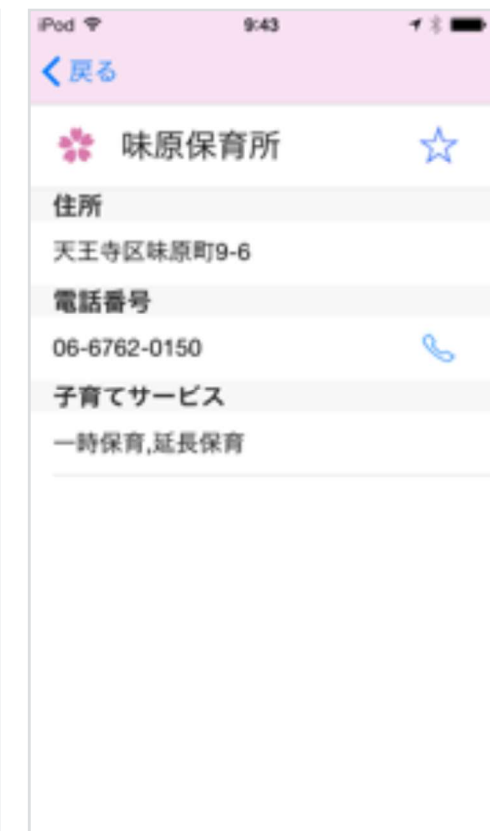 iPod 9:43
戻る
味原保育所
住所
天王寺区味原町9-6
電話番号
06-6762-0150
子育てサービス
一時保育,延長保育